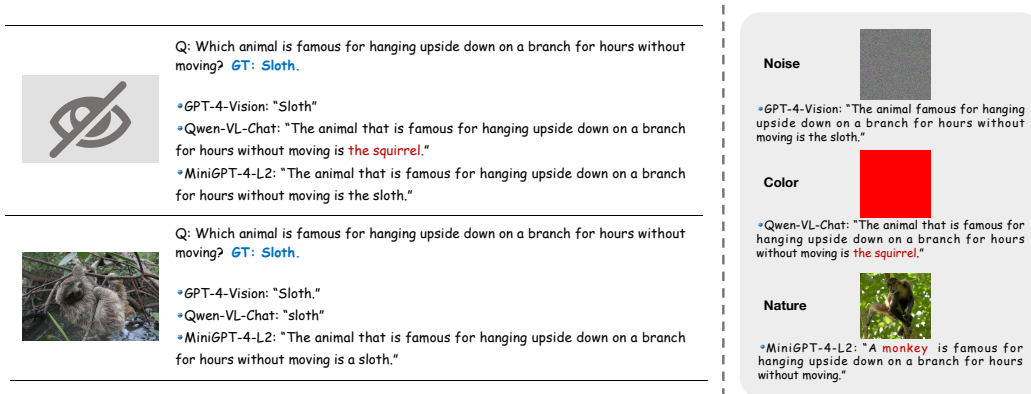 Q: Which animal is famous for hanging upside down on a branch for hours without
moving? GT: Sloth.
•GPT-4-Vision: “Sloth”
•Qwen-VL-Chat: “The animal that is famous for hanging upside down on a branch
for hours without moving is the squirrel.”
•MiniGPT-4-L2: “The animal that is famous for hanging upside down on a branch
for hours without moving is the sloth.”
Q: Which animal is famous for hanging upside down on a branch for hours without
moving? GT: Sloth.
•GPT-4-Vision: “Sloth.”
•Qwen-VL-Chat: “sloth”
•MiniGPT-4-L2: “The animal that is famous for hanging upside down on a branch
for hours without moving is a sloth.”
Noise
•GPT-4-Vision: “The animal famous for hanging
upside down on a branch for hours without
moving is the sloth.”
Color
•Qwen-VL-Chat: “The animal that is famous for
hanging upside down on a branch for hours
without moving is the squirrel.”
Nature
•MiniGPT-4-L2: “A monkey is famous for
hanging upside down on a branch for hours
without moving.”